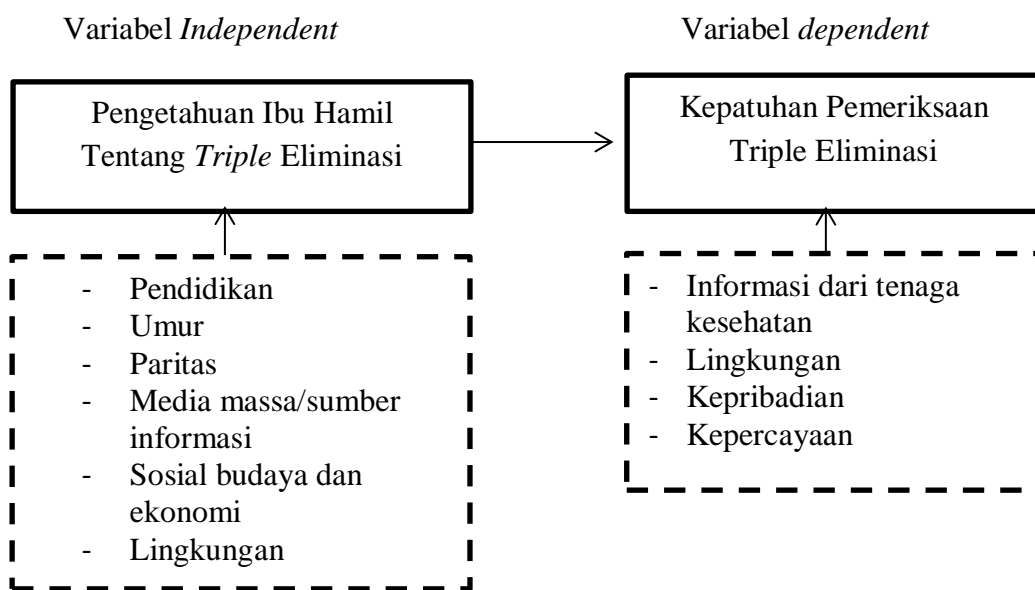 Variabel Independent
Variabel dependent
Pengetahuan Ibu Hamil
Tentang Triple Eliminasi
Kepatuhan Pemeriksaan
Triple Eliminasi
- Pendidikan
- Umur
- Paritas
- Media massa/sumber
informasi
- Sosial budaya dan
ekonomi
- Lingkungan
- Informasi dari tenaga
kesehatan
- Lingkungan
- Kepribadian
- Kepercayaan